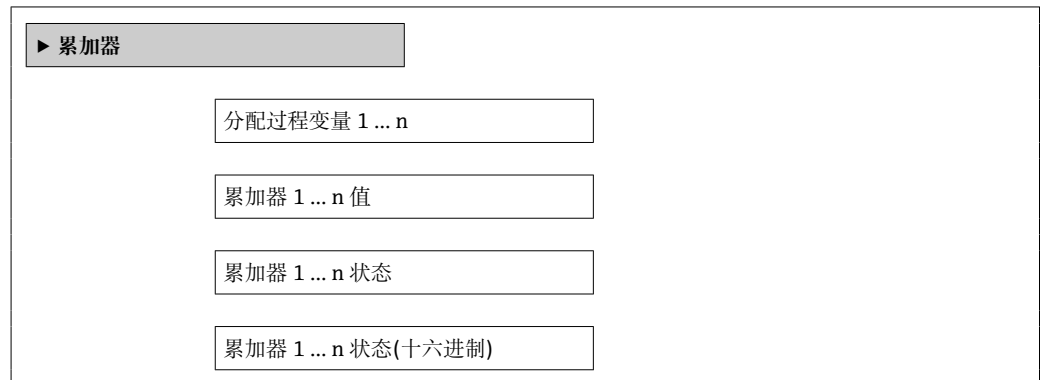 ▶ 累加器
分配过程变量 1 ... n
累加器 1 ... n 值
累加器 1 ... n 状态
累加器 1 ... n 状态(十六进制)